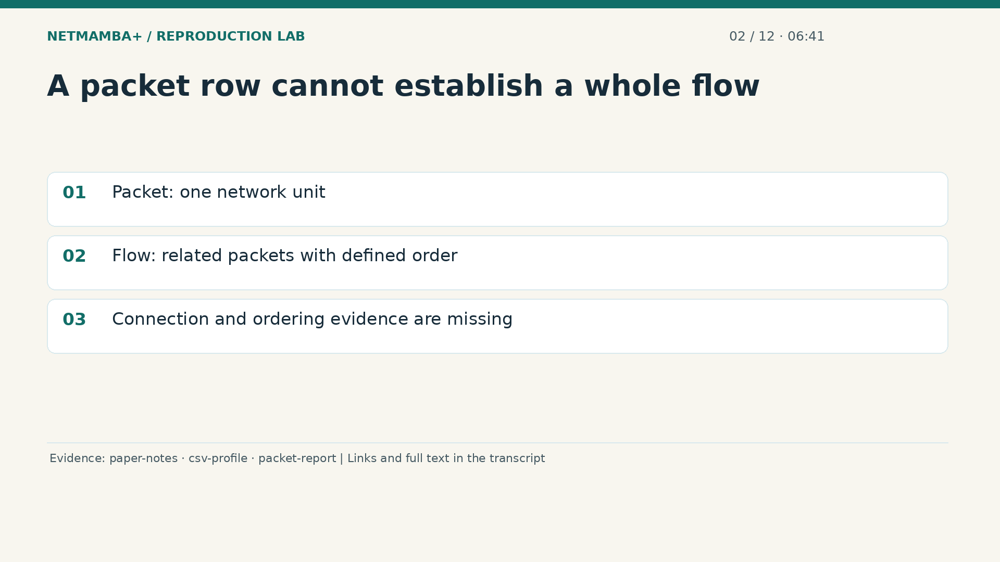 NETMAMBA+ / REPRODUCTION LAB
02 / 12 · 06:41
A packet row cannot establish a whole flow
01 Packet: one network unit
02 Flow: related packets with defined order
03 Connection and ordering evidence are missing
Evidence: paper-notes · csv-profile · packet-report | Links and full text in the transcript